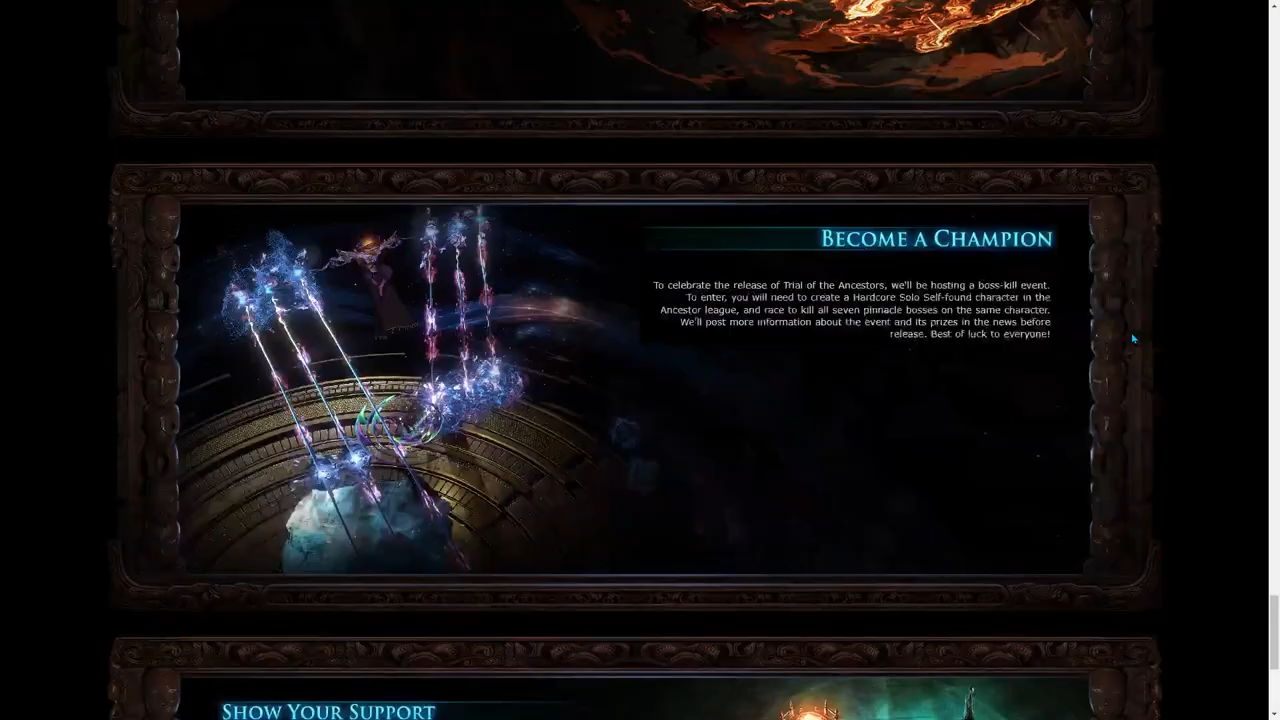 BECOME A CHAMPION
To celebrate the release of Trial of the Ancestors, we'll be hosting a boss-kill event.
To enter, you will need to create a Hardcore Solo Self-found character in the
Ancestor league, and race to kill all seven pinnacle bosses on the same character.
We'll post more information about the event and its prizes in the news before
release. Best of luck to everyone!
SHOW YOUR SUPPORT